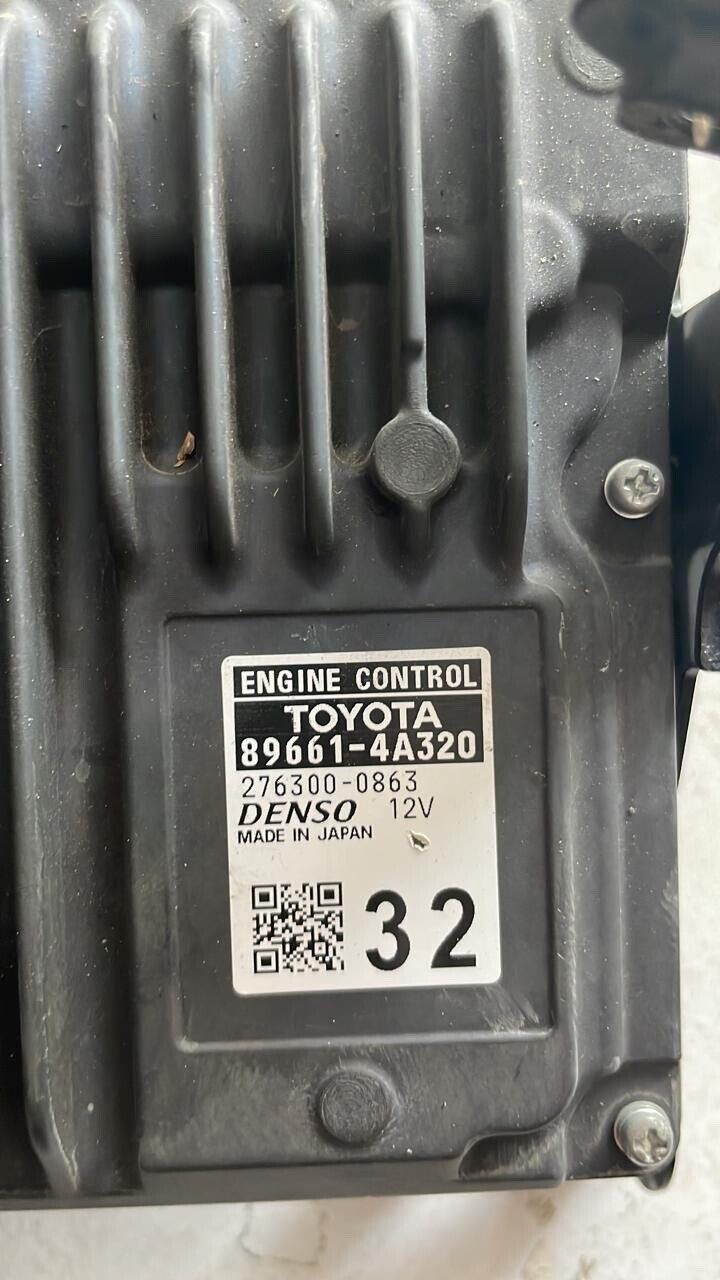 ENGINE CONTROL
TOYOTA
89661-4A320
276300-0863
DENSO 12V
MADE IN JAPAN
32